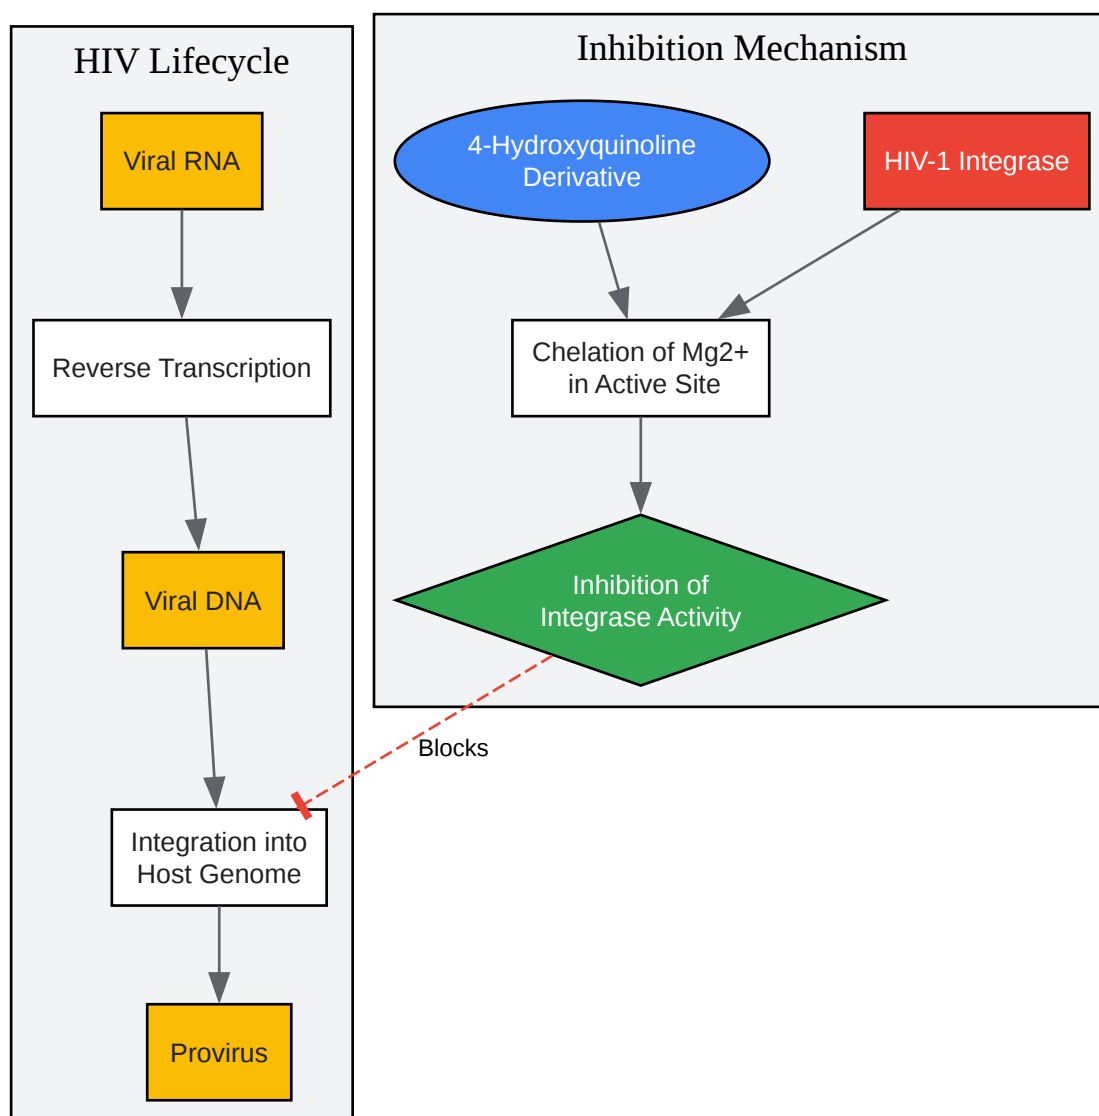 HIV Lifecycle
Viral RNA
Reverse Transcription
Viral DNA
Integration into
Host Genome
Provirus
Inhibition Mechanism
4-Hydroxyquinoline
Derivative
HIV-1 Integrase
Chelation of Mg2+
in Active Site
Inhibition of
Integrase Activity
Blocks